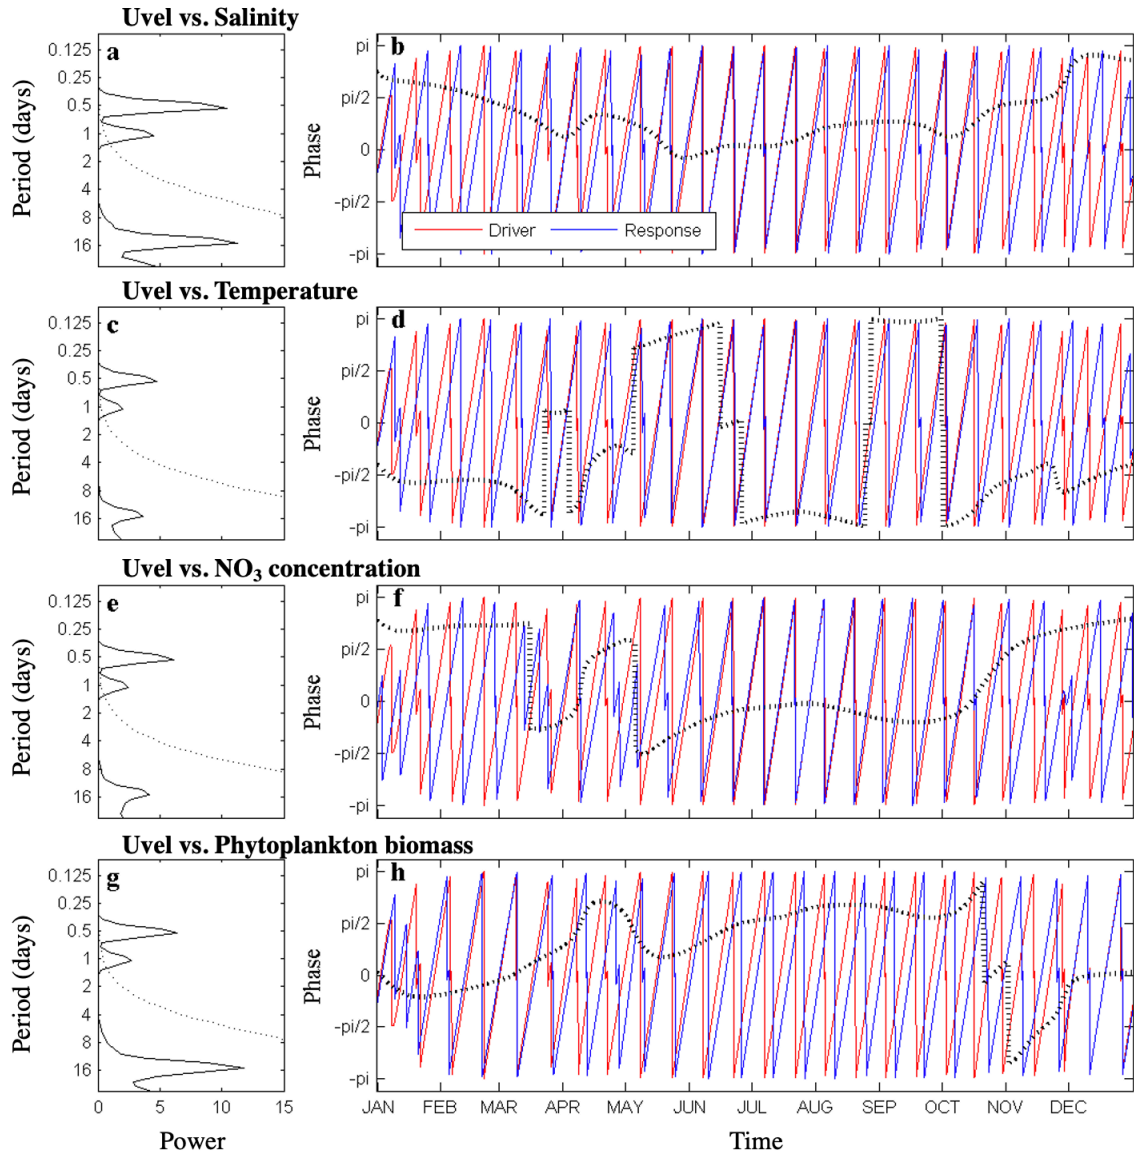 Uvel vs. Salinity
a
0.125
0.25
0.5
1
2
4
8
16
Period (days)
b
pi
pi/2
0
-pi/2
-pi
Phase
Driver
Response
Uvel vs. Temperature
c
0.125
0.25
0.5
1
2
4
8
16
Period (days)
d
pi
pi/2
0
-pi/2
-pi
Phase
Uvel vs. NO₃ concentration
e
0.125
0.25
0.5
1
2
4
8
16
Period (days)
f
pi
pi/2
0
-pi/2
-pi
Phase
Uvel vs. Phytoplankton biomass
g
0.125
0.25
0.5
1
2
4
8
16
Period (days)
0 5 10 15
Power
h
pi
pi/2
0
-pi/2
-pi
Phase
JAN FEB MAR APR MAY JUN JUL AUG SEP OCT NOV DEC
Time